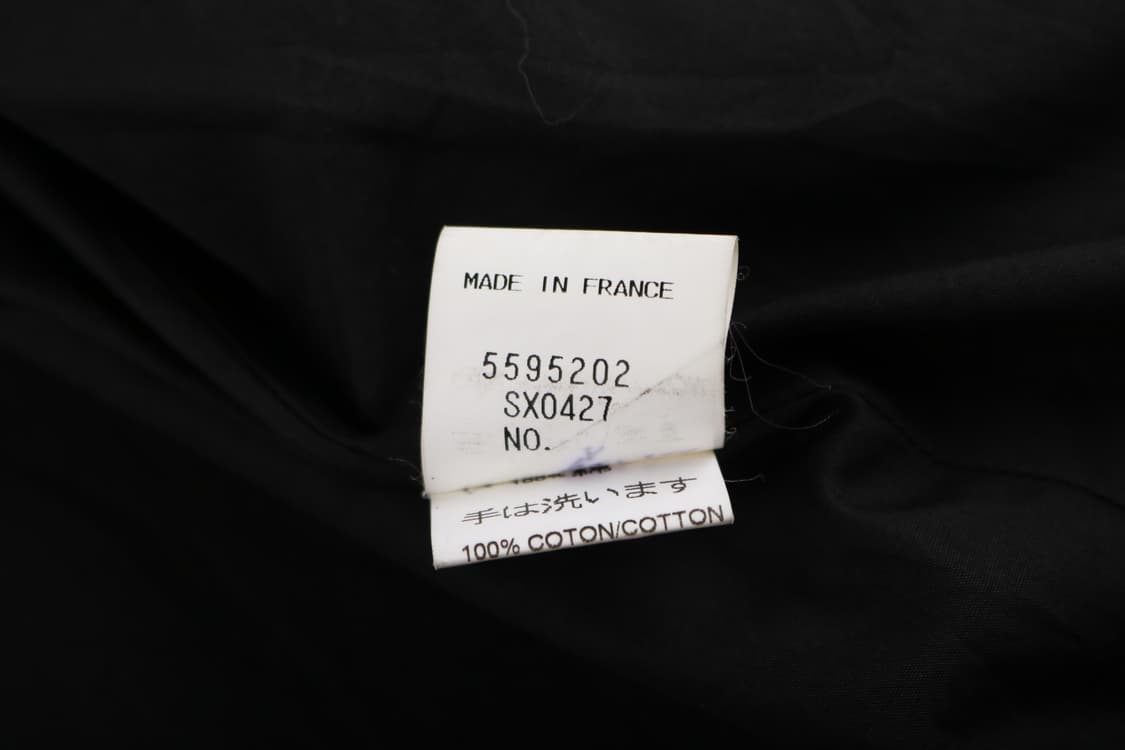 MADE IN FRANCE
5595202
SX0427
NO.
手は洗います
100% COTON/COTTON